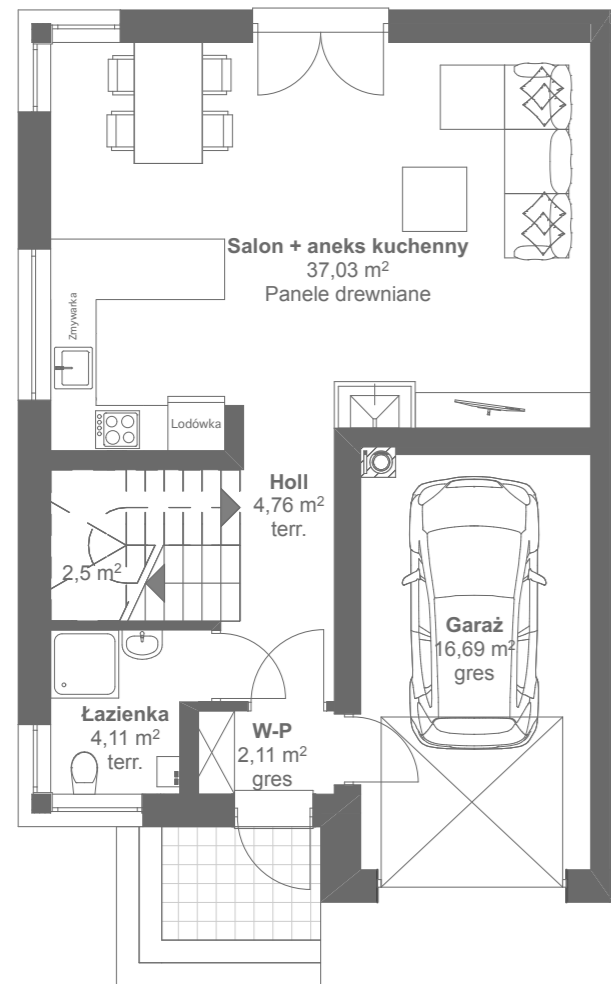 Salon + aneks kuchenny
37,03 m²
Panele drewniane
Zmywarka
Lodówka
Holl
4,76 m²
terr.
2,5 m²
Garaż
16,69 m²
gres
Łazienka
4,11 m²
terr.
W-P
2,11 m²
gres